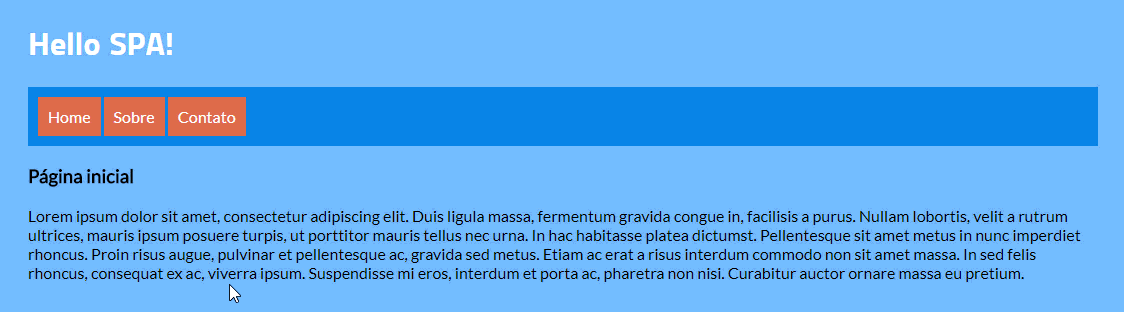 Hello SPA!
Home Sobre Contato
Página inicial
Lorem ipsum dolor sit amet, consectetur adipiscing elit. Duis ligula massa, fermentum gravida congue in, facilisis a purus. Nullam lobortis, velit a rutrum
ultrices, mauris ipsum posuere turpis, ut porttitor mauris tellus nec urna. In hac habitasse platea dictumst. Pellentesque sit amet metus in nunc imperdiet
rhoncus. Proin risus augue, pulvinar et pellentesque ac, gravida sed metus. Etiam ac erat a risus interdum commodo non sit amet massa. In sed felis
rhoncus, consequat ex ac, viverra ipsum. Suspendisse mi eros, interdum et porta ac, pharetra non nisi. Curabitur auctor ornare massa eu pretium.